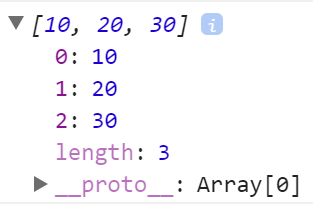 ▼ [10, 20, 30] i
0: 10
1: 20
2: 30
length: 3
▶ __proto__: Array[0]